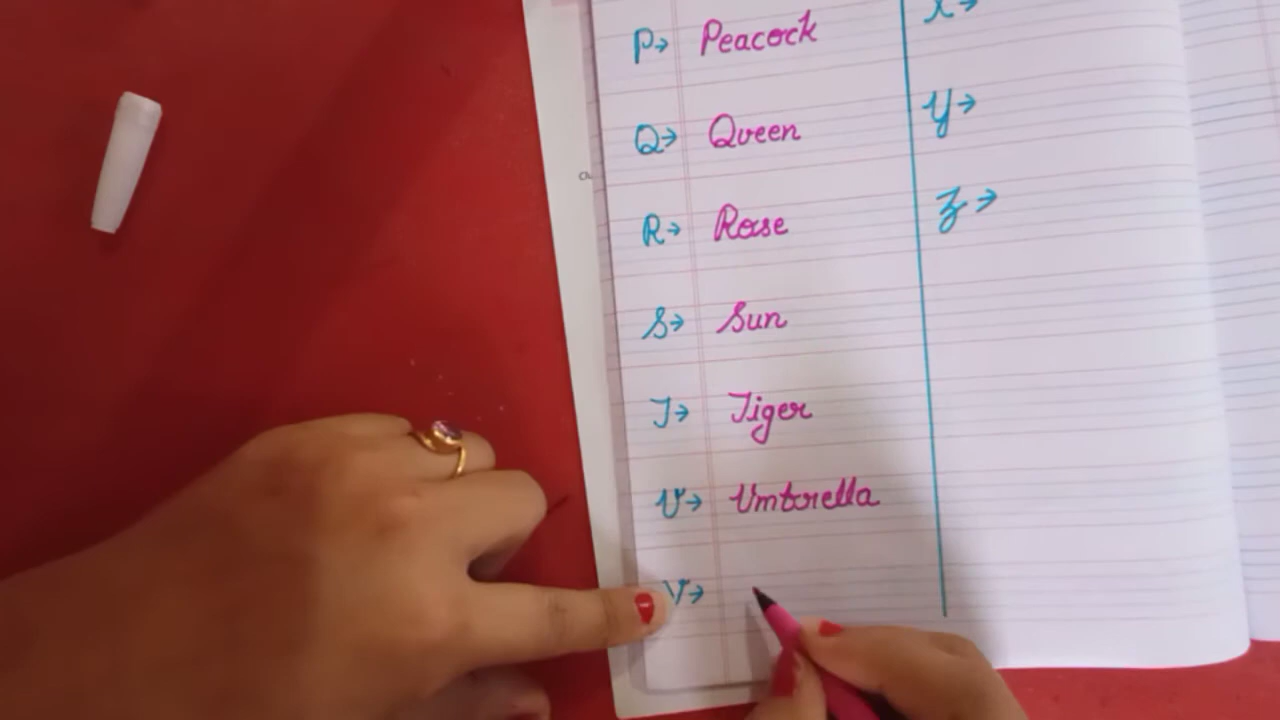 P→ Peacock
Q→ Queen
R→ Rose
S→ Sun
T→ Tiger
U→ Umbrella
V→
X→
Y→
Z→